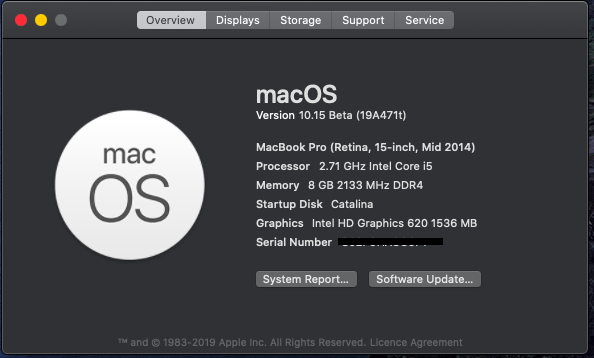 Overview Displays Storage Support Service
mac
OS
macOS
Version 10.15 Beta (19A471t)
MacBook Pro (Retina, 15-inch, Mid 2014)
Processor 2.71 GHz Intel Core i5
Memory 8 GB 2133 MHz DDR4
Startup Disk Catalina
Graphics Intel HD Graphics 620 1536 MB
Serial Number
System Report... Software Update...
™ and © 1983-2019 Apple Inc. All Rights Reserved. Licence Agreement